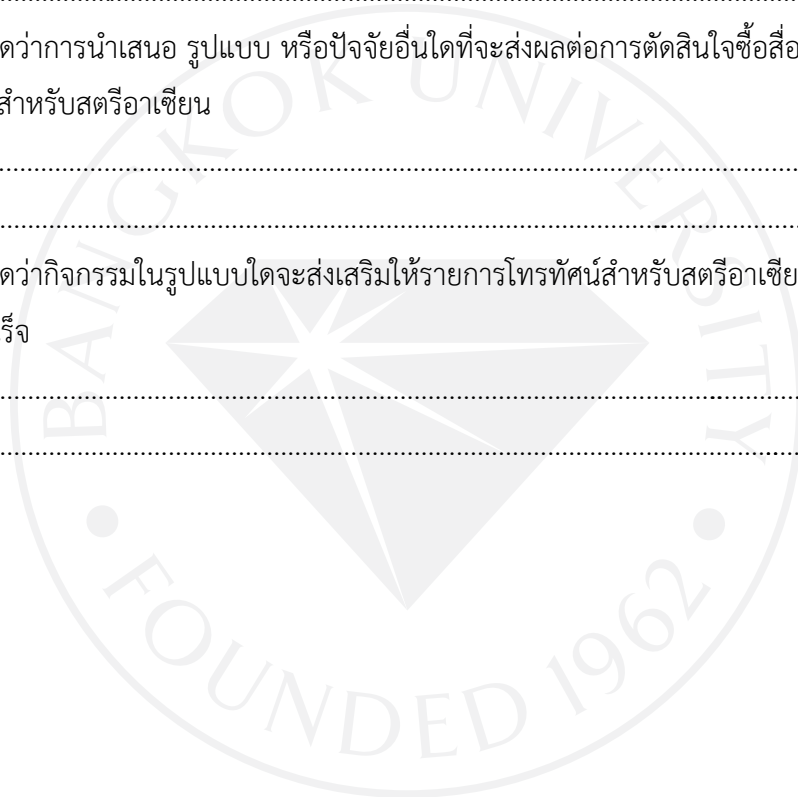 ดว่าการนำเสนอ รูปแบบ หรือปัจจัยอื่นใดที่จะส่งผลต่อการตัดสินใจซื้อสื่อ
สำหรับสตรีอาเซียน
................................................................................
................................................................................
ดว่ากิจกรรมในรูปแบบใดจะส่งเสริมให้รายการโทรทัศน์สำหรับสตรีอาเซีย
ร็จ
................................................................................
................................................................................
BANGKOK UNIVERSITY
FOUNDED 1962